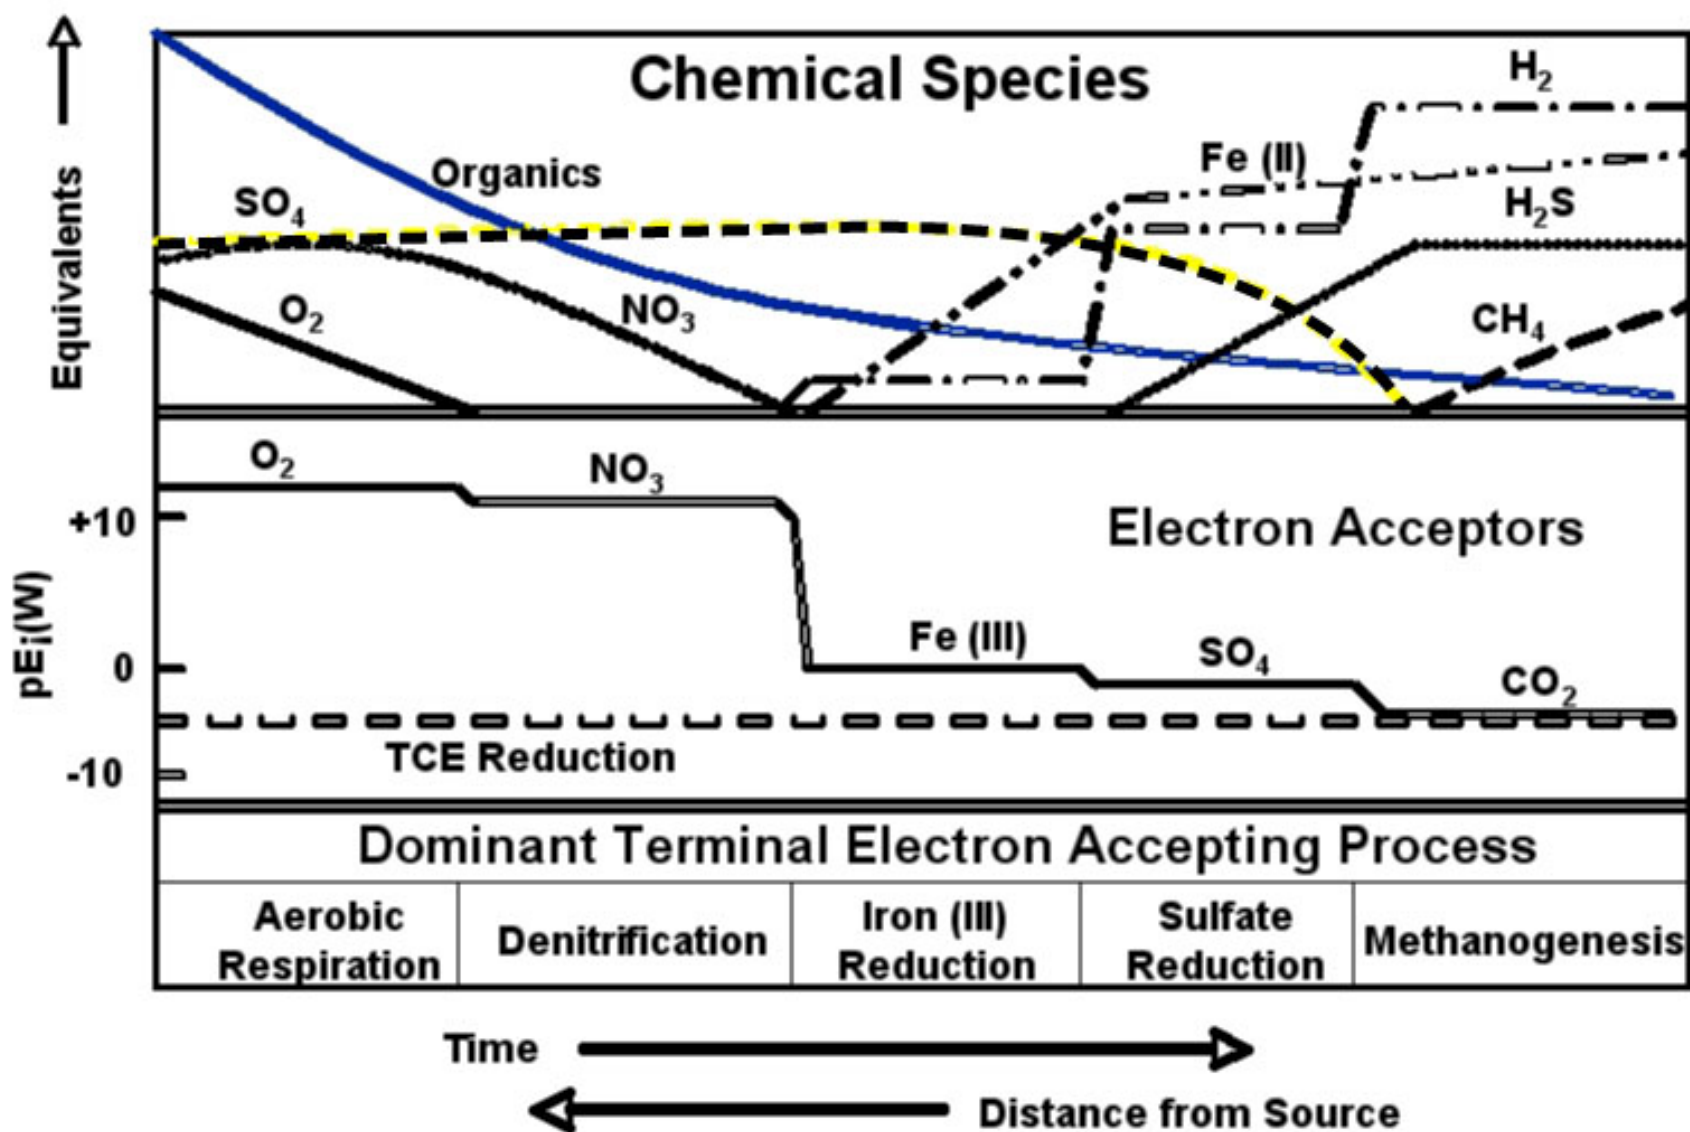 Chemical Species
H₂
Fe (II)
Organics
SO₄
H₂S
O₂
NO₃
CH₄
Equivalents
O₂
NO₃
+10
Electron Acceptors
pEᵢ(W)
Fe (III)
SO₄
0
CO₂
TCE Reduction
-10
Dominant Terminal Electron Accepting Process
Aerobic
Respiration
Denitrification
Iron (III)
Reduction
Sulfate
Reduction
Methanogenesis
Time
Distance from Source